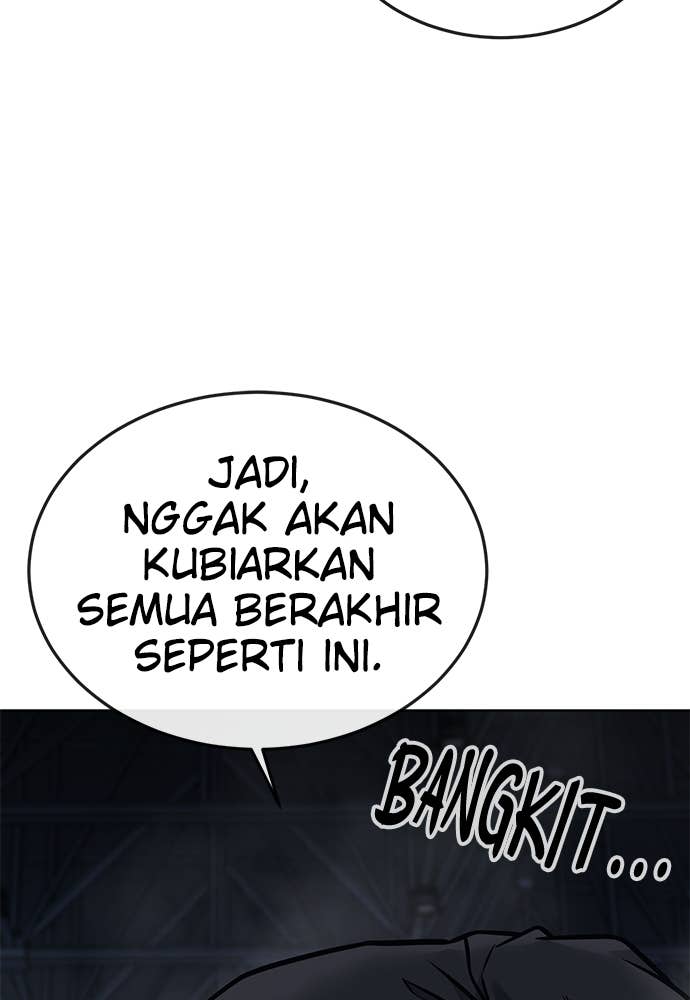 JADI,
NGGAK AKAN
KUBIARKAN
SEMUA BERAKHIR
SEPERTI INI.
BANGKIT...